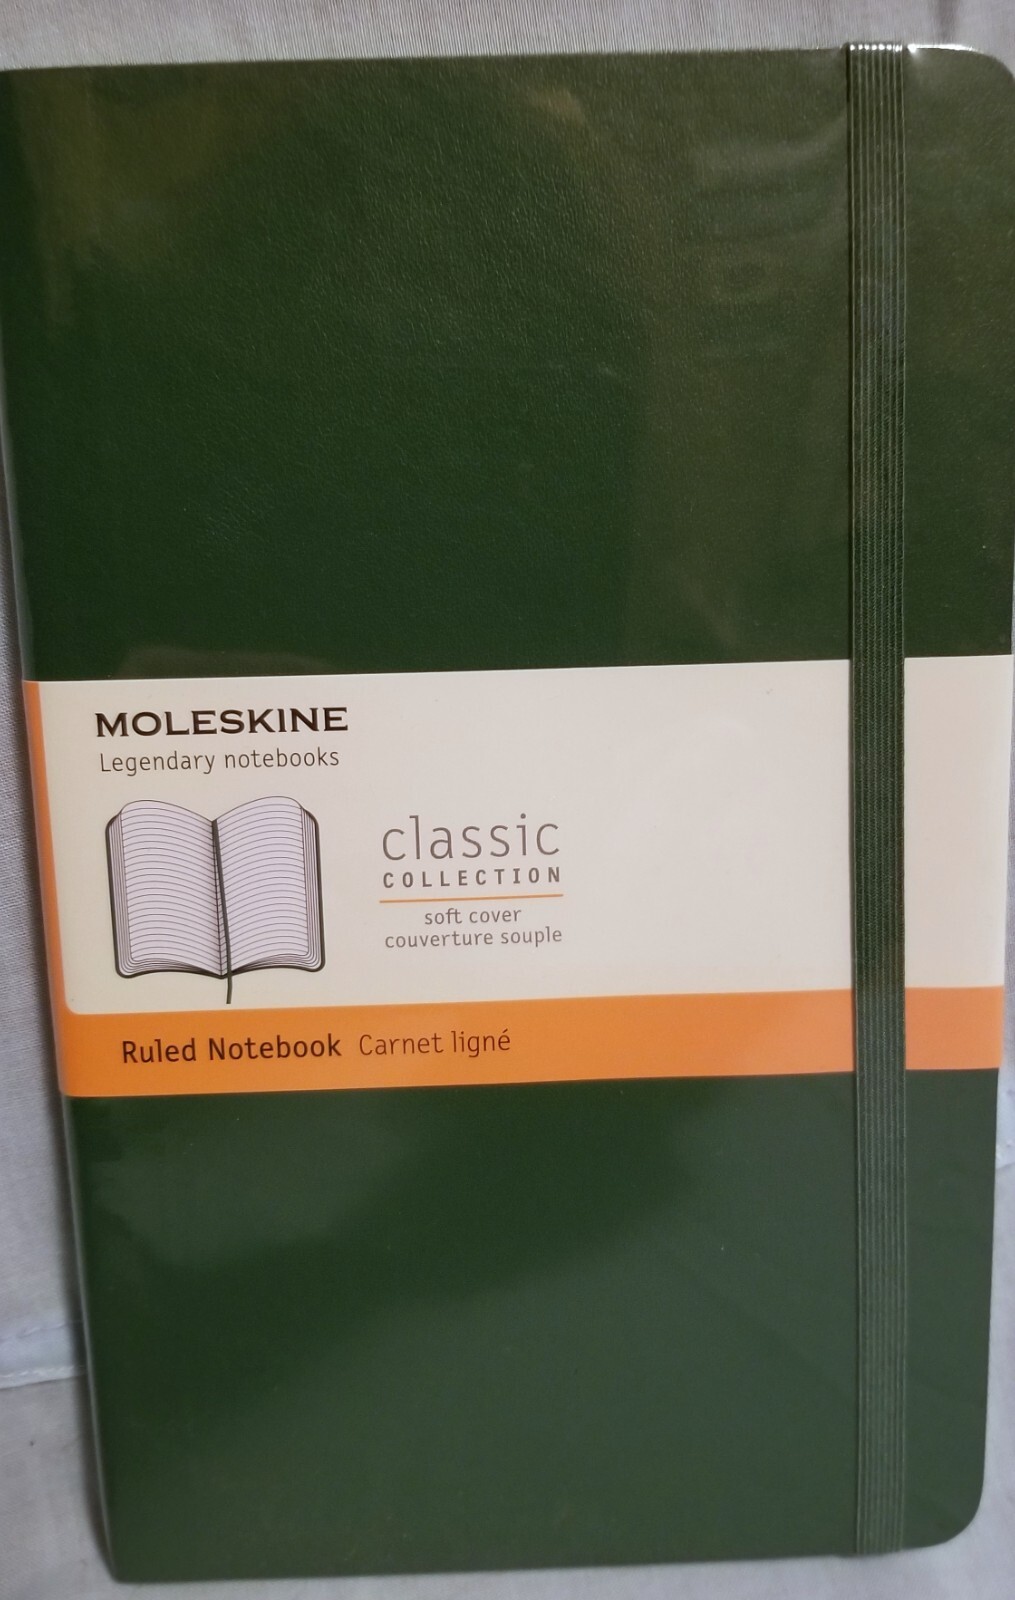 MOLESKINE
Legendary notebooks
classic
COLLECTION
soft cover
couverture souple
Ruled Notebook Carnet ligné